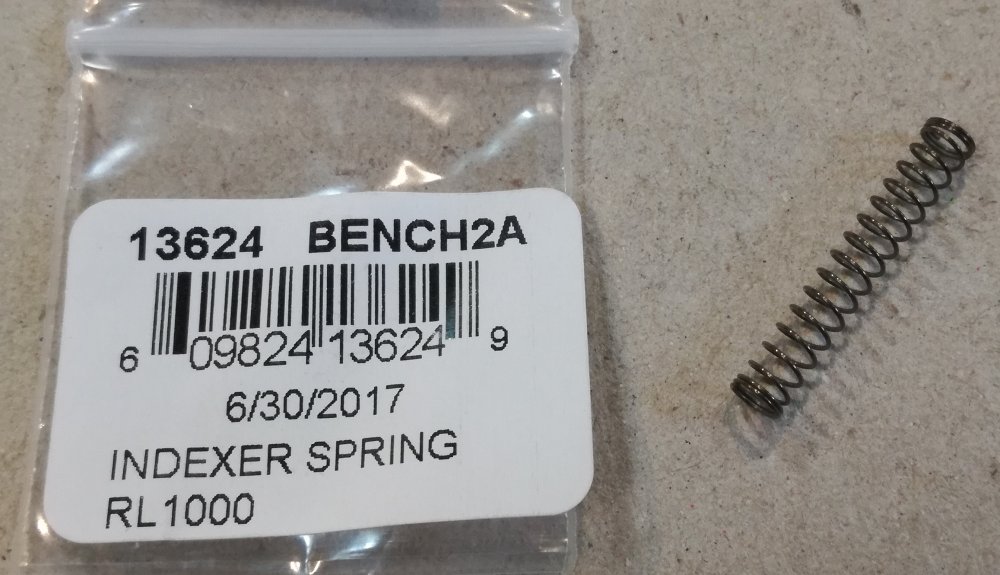 13624 BENCH2A
6 09824 13624 9
6/30/2017
INDEXER SPRING
RL1000